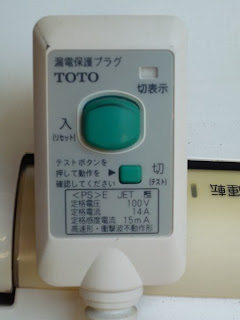 漏電保護プラグ
TOTO
切表示
入
(リセット)
テストボタンを
押して動作を
確認してください
切
(テスト)
<PS>E JET
定格電圧 100V
定格電流 14A
定格感度電流 15mA
高速形・衝撃波不動作形
運転